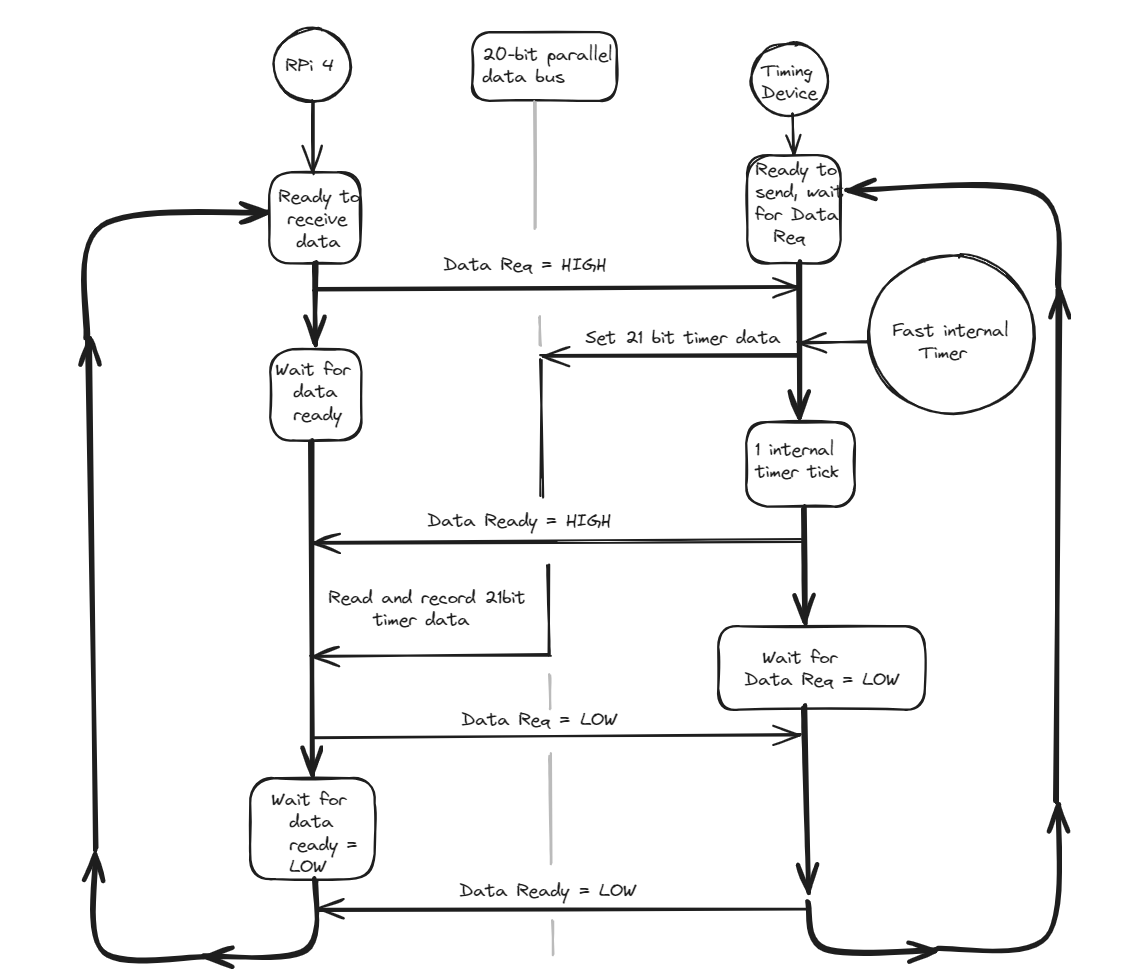 RPi 4
20-bit parallel
data bus
Timing
Device
Ready to
receive
data
Ready to
send, wait
for Data
Req
Data Req = HIGH
Fast internal
Timer
Set 21 bit timer data
Wait for
data
ready
1 internal
timer tick
Data Ready = HIGH
Read and record 21bit
timer data
Wait for
Data Req = LOW
Data Req = LOW
Wait for
data
ready =
LOW
Data Ready = LOW